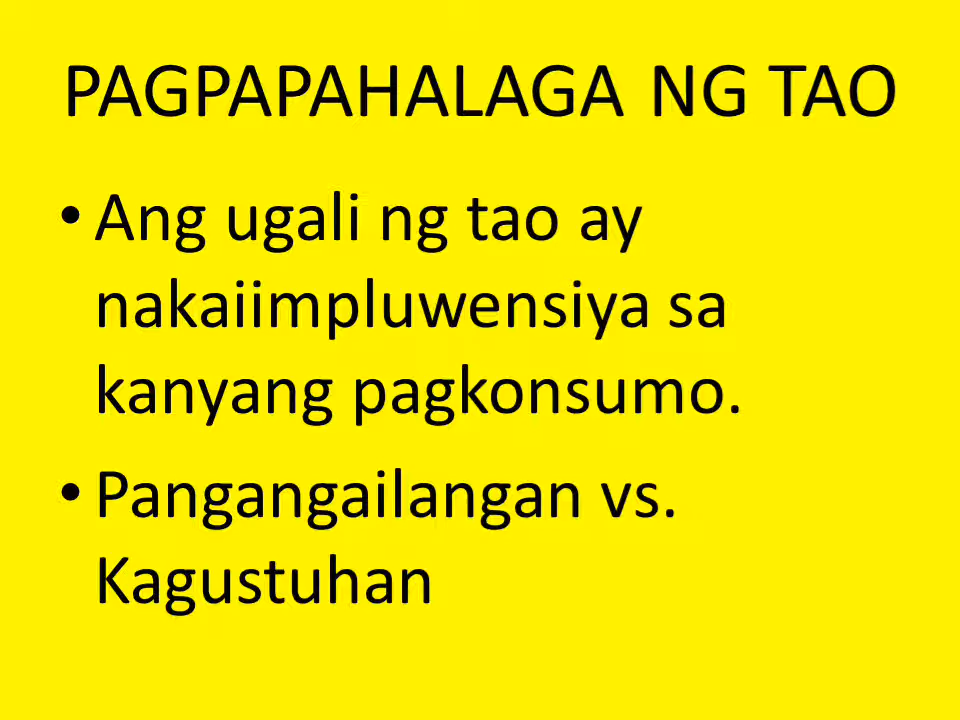 PAGPAPAHALAGA NG TAO
• Ang ugali ng tao ay
nakaiimpluwensiya sa
kanyang pagkonsumo.
• Pangangailangan vs.
Kagustuhan